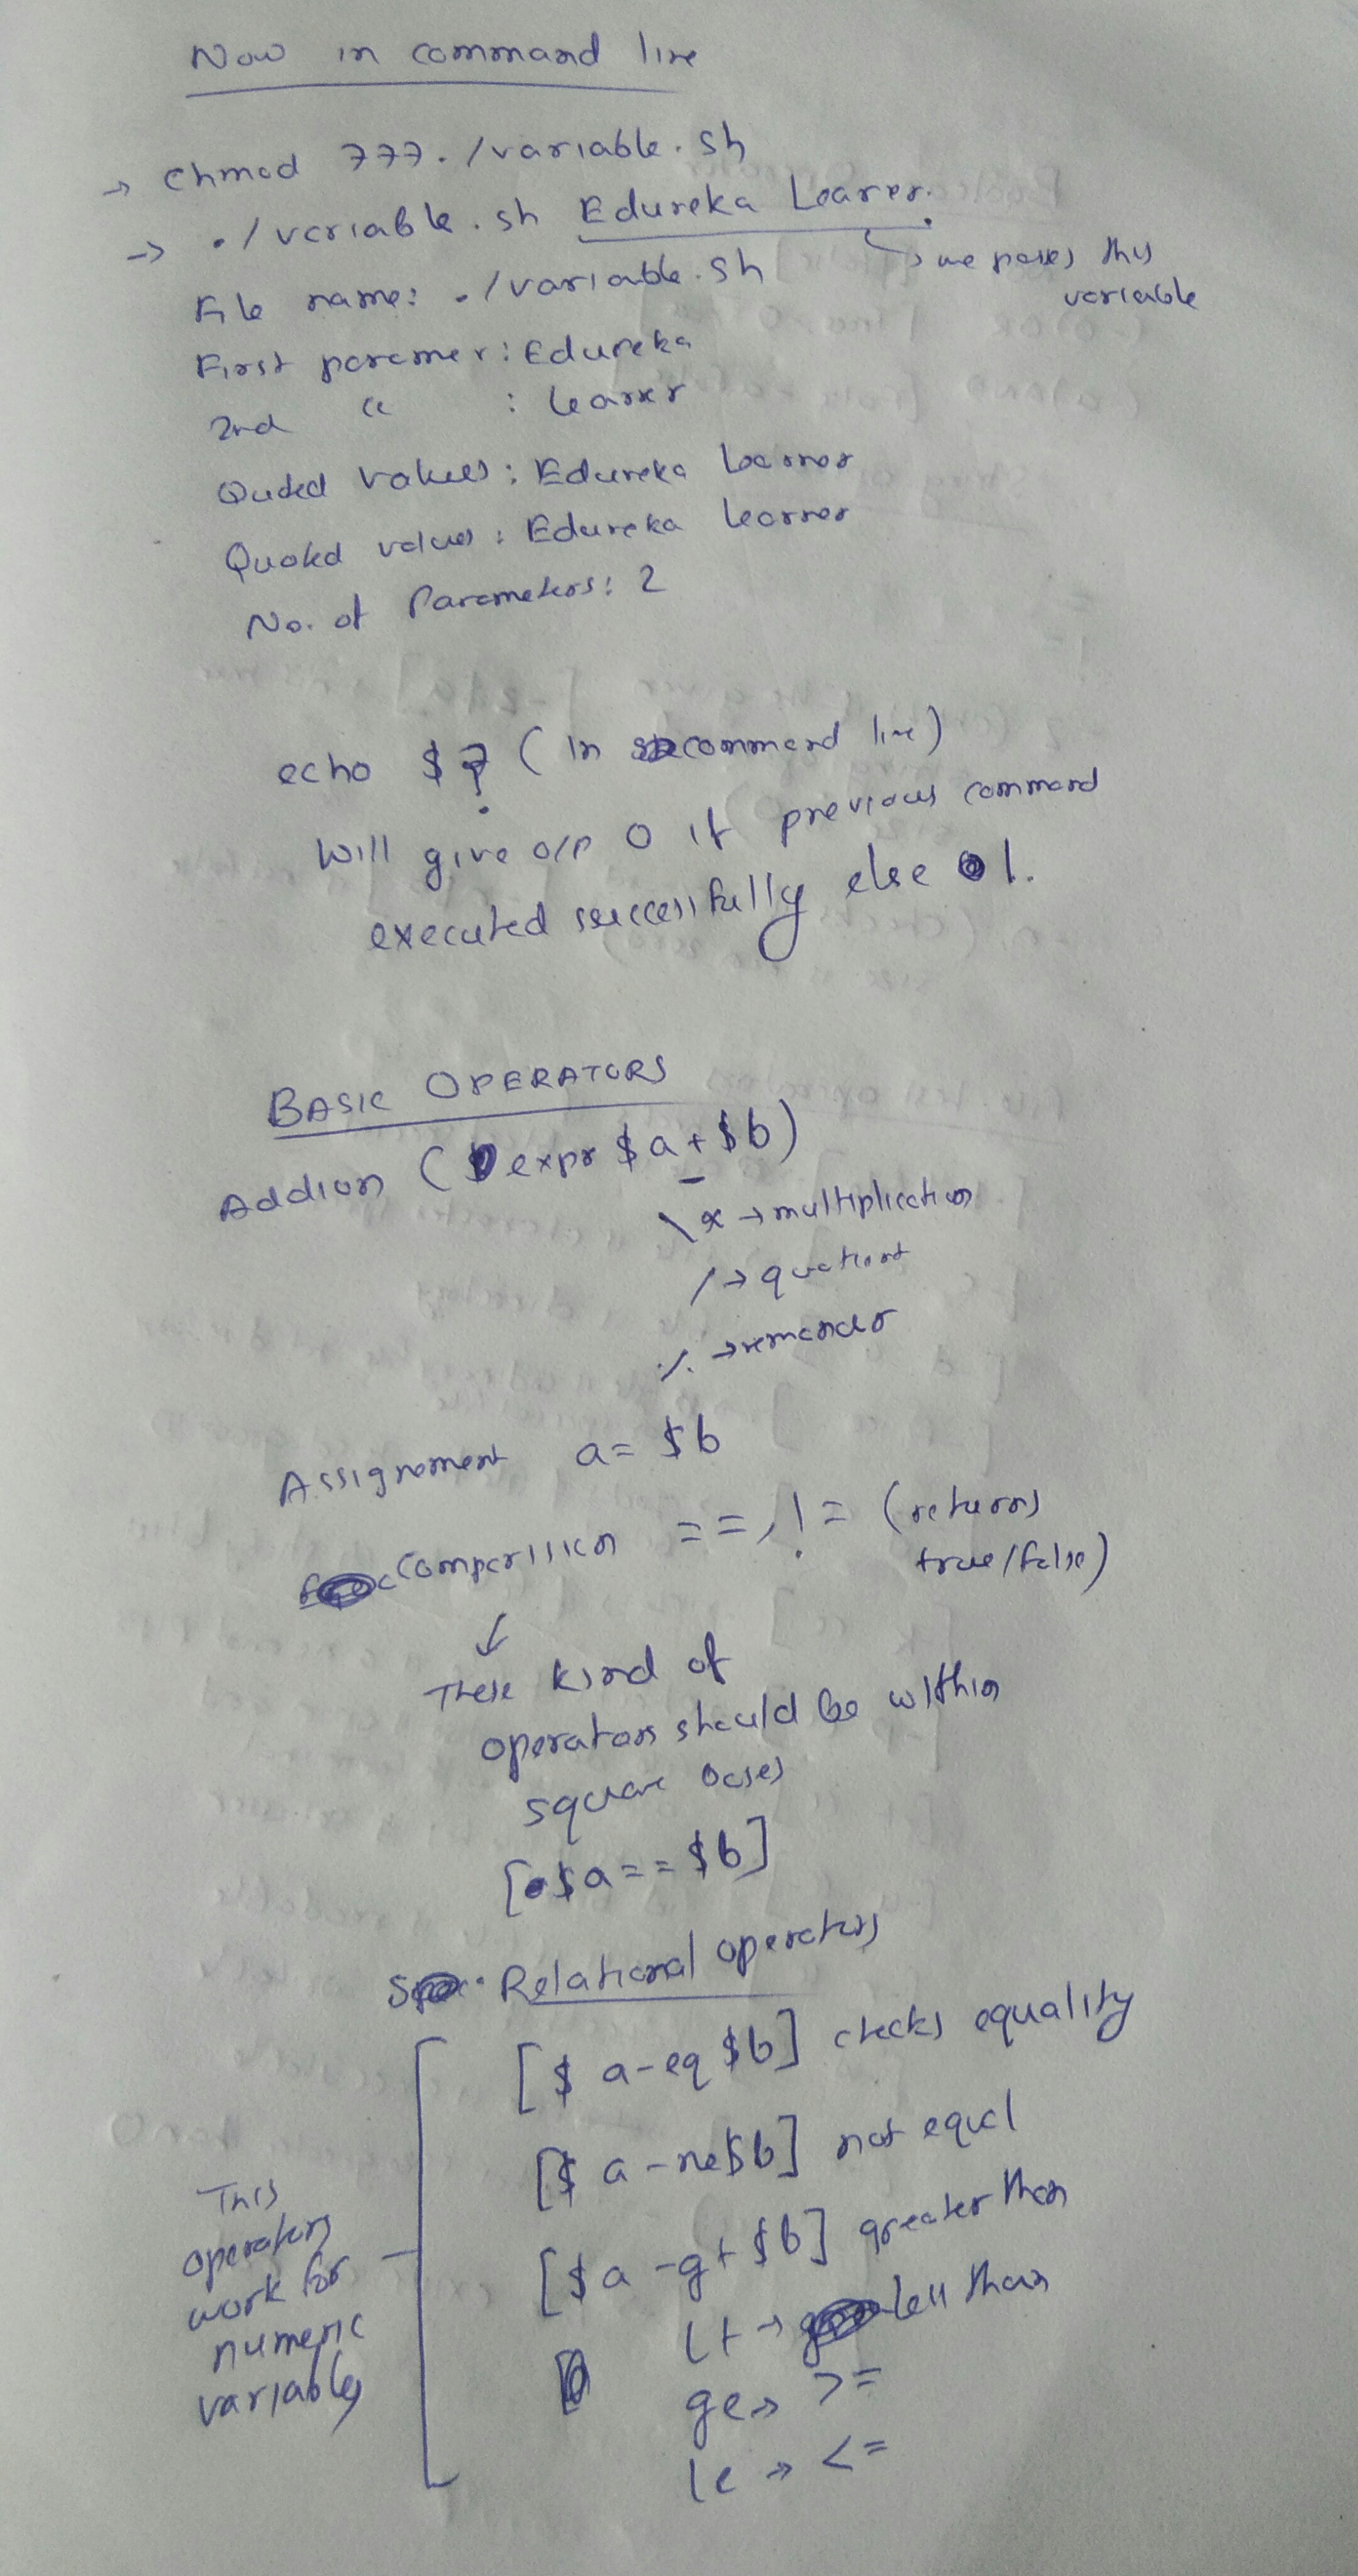 Now in command line
→ chmod 777 ./variable.sh
→ ./variable.sh Edureka Learner.
→ we passes this
variable
File name: ./variable.sh
First paramer: Edureka
2nd " : learner
Quded values: Edureka Learner
Quoted values: Edureka Learner
No. of Parameters: 2
echo $? (in command line)
Will give o/p 0 if previous command
executed successfully else 1.
BASIC OPERATORS
Addion (expr $a + $b)
-
\* → multiplication
/ → quotient
% → remainder
Assignment a = $b
Comparission ==, != (returns
true/false)
↓
These kind of
operators should be within
square
[$a == $b]
Relational operators
[$ a -eq $b] checks equality
[$ a -ne $b] not equal
[$a -gt $b] greater than
lt → less than
ge → >=
le → <=
This
operators
work for
numeric
variables